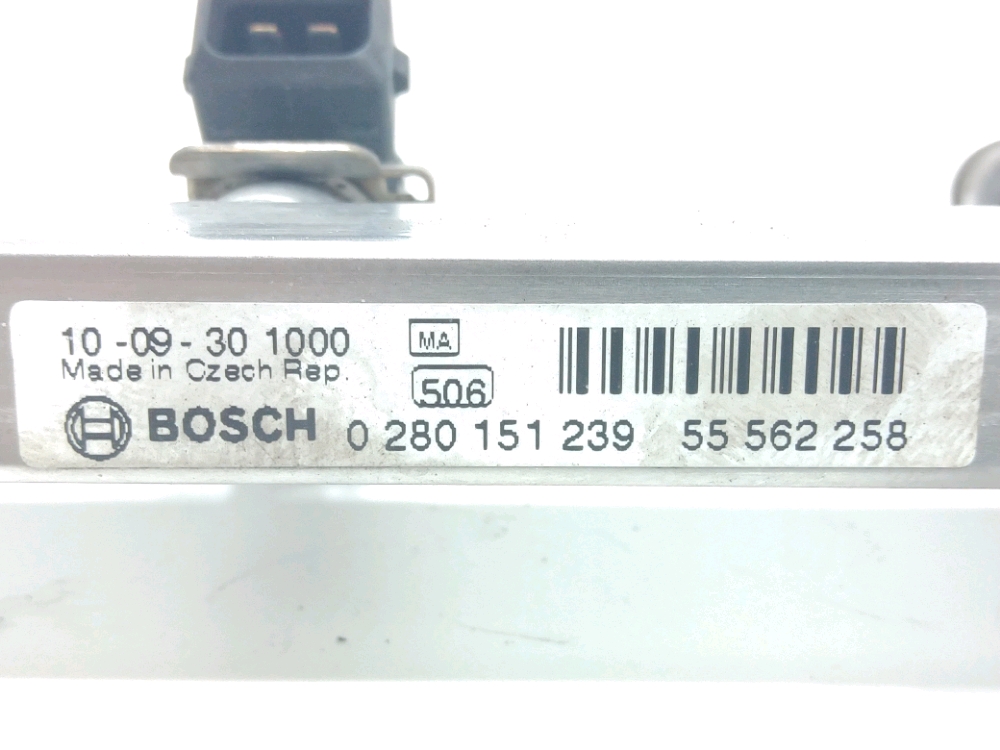 10-09-30 1000
MA
Made in Czech Rep.
506
BOSCH 0 280 151 239 55 562 258